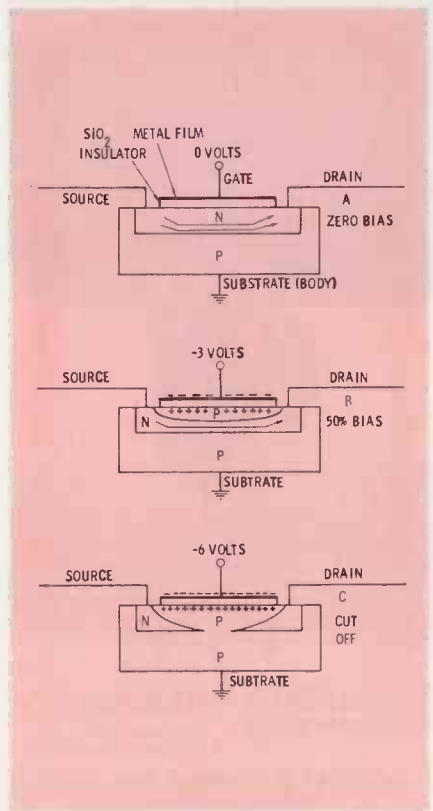 SIO2 METAL FILM
INSULATOR
0 VOLTS
GATE
SOURCE
DRAIN
A
ZERO BIAS
N
P
SUBSTRATE (BODY)
-3 VOLTS
SOURCE
DRAIN
B
50% BIAS
P
N
P
SUBTRATE
-6 VOLTS
SOURCE
DRAIN
C
CUT
OFF
N
P
P
SUBTRATE